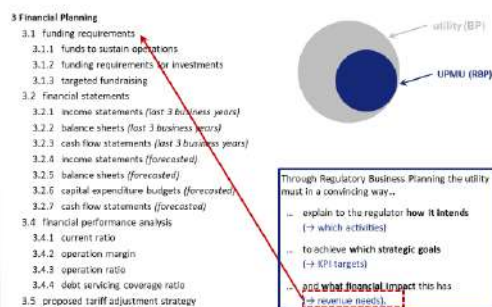 3 Financial Planning
3.1 funding requirements
3.1.1 funds to sustain operations
3.1.2 funding requirements for investments
3.1.3 targeted fundraising
3.2 financial statements
3.2.1 income statements (last 3 business years)
3.2.2 balance sheets (last 3 business years)
3.2.3 cash flow statements (last 3 business years)
3.2.4 income statements (forecasted)
3.2.5 balance sheets (forecasted)
3.2.6 capital expenditure budgets (forecasted)
3.2.7 cash flow statements (forecasted)
3.4 financial performance analysis
3.4.1 current ratio
3.4.2 operation margin
3.4.3 operation ratio
3.4.4 debt servicing coverage ratio
3.5 proposed tariff adjustment strategy
utility (BP)
UPMU (RBP)
Through Regulatory Business Planning the utility
must in a convincing way…
… explain to the regulator how it intends
(→ which activities)
… to achieve which strategic goals
(→ KPI targets)
… and what financial impact this has
(→ revenue needs).